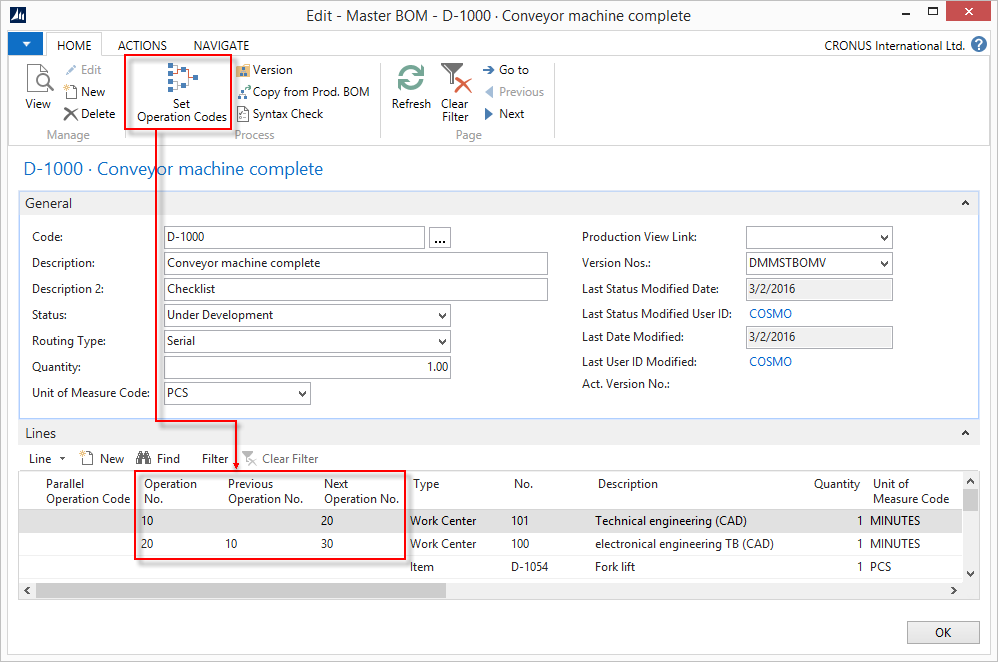 Edit - Master BOM - D-1000 · Conveyor machine complete
HOME ACTIONS NAVIGATE CRONUS International Ltd.
View
Edit
New
Delete
Manage
Set
Operation Codes
Version
Copy from Prod. BOM
Syntax Check
Process
Refresh
Clear
Filter
Go to
Previous
Next
Page
D-1000 · Conveyor machine complete
General
Code: D-1000 ...
Description: Conveyor machine complete
Description 2: Checklist
Status: Under Development
Routing Type: Serial
Quantity: 1.00
Unit of Measure Code: PCS
Production View Link:
Version Nos.: DMMSTBOMV
Last Status Modified Date: 3/2/2016
Last Status Modified User ID: COSMO
Last Date Modified: 3/2/2016
Last User ID Modified: COSMO
Act. Version No.:
Lines
Line New Find Filter Clear Filter
Parallel Operation Code Operation No. Previous Operation No. Next Operation No. Type No. Description Quantity Unit of Measure Code
10 20 Work Center 101 Technical engineering (CAD) 1 MINUTES
20 10 30 Work Center 100 electronical engineering TB (CAD) 1 MINUTES
Item D-1054 Fork lift 1 PCS
OK